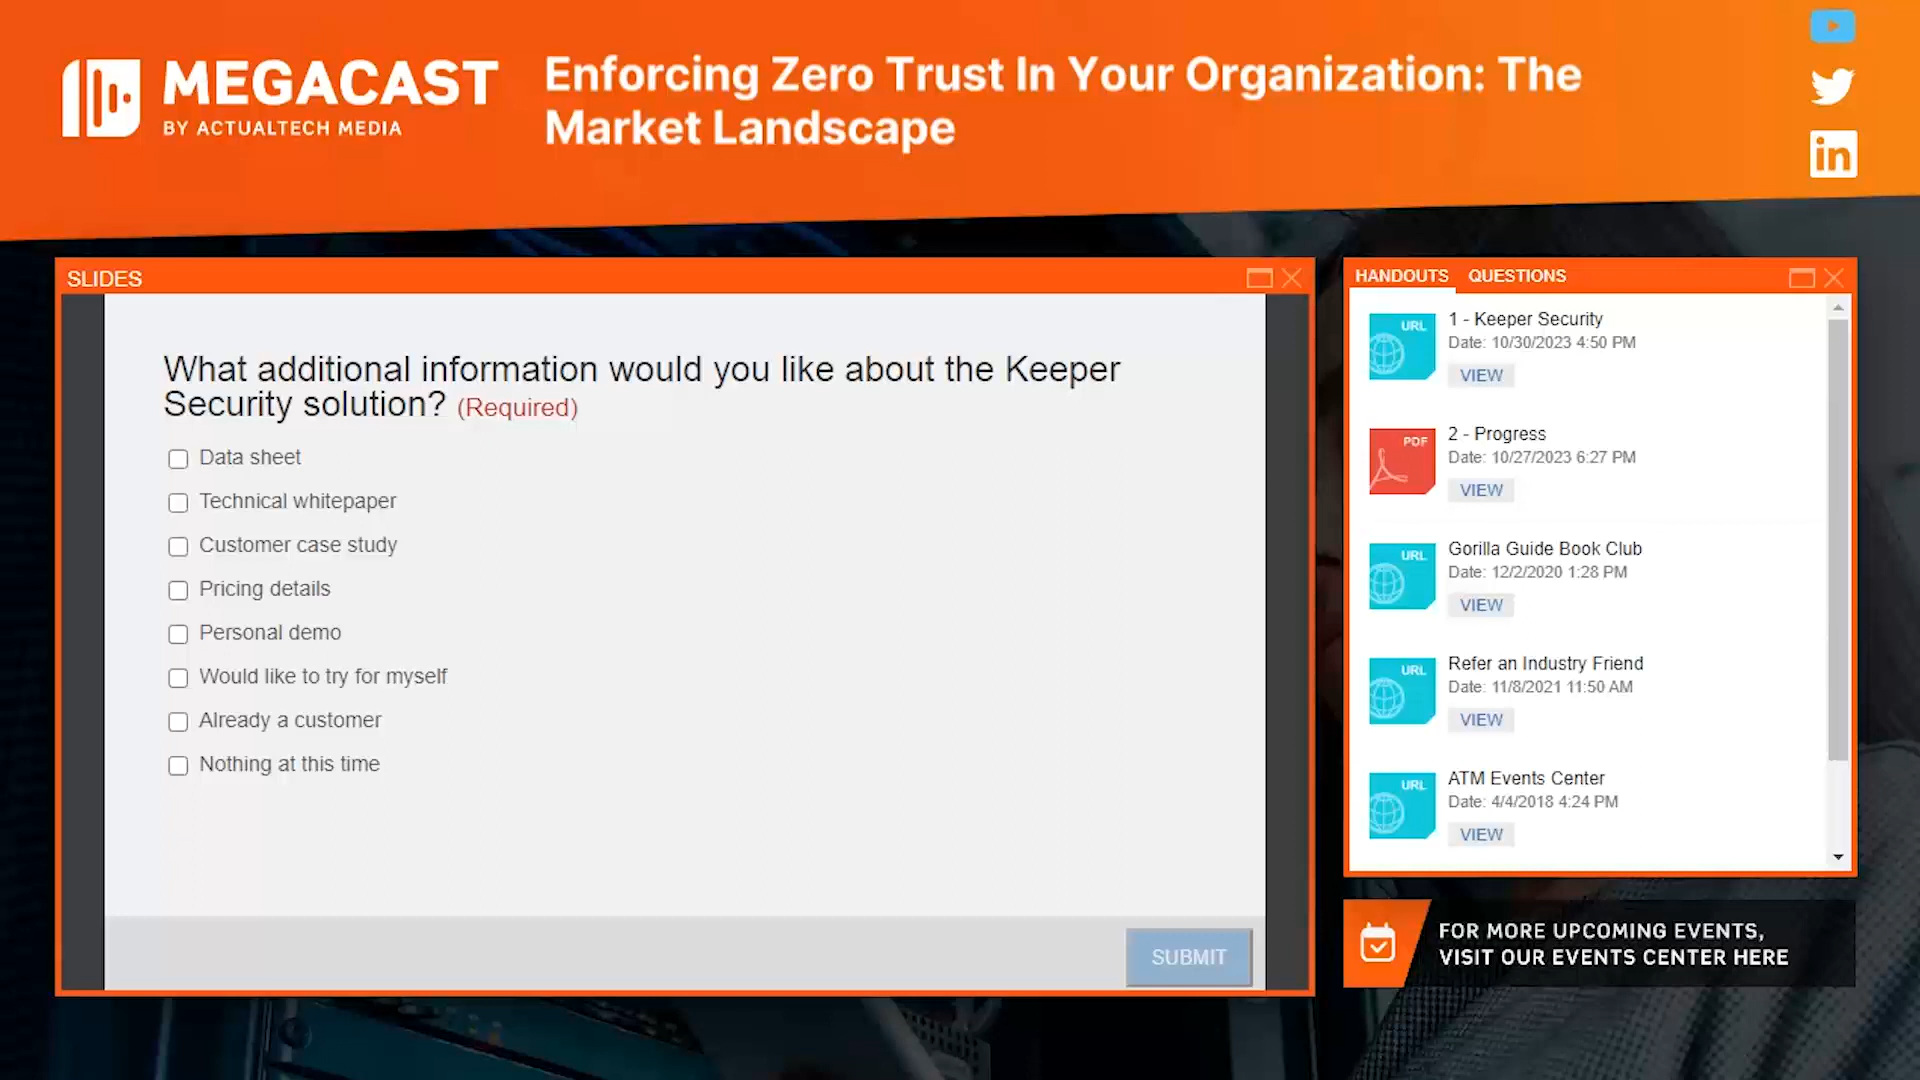 MEGACAST
BY ACTUALTECH MEDIA
Enforcing Zero Trust In Your Organization: The
Market Landscape
in
SLIDES
What additional information would you like about the Keeper
Security solution? (Required)
Data sheet
Technical whitepaper
Customer case study
Pricing details
Personal demo
Would like to try for myself
Already a customer
Nothing at this time
SUBMIT
HANDOUTS QUESTIONS
URL
1 - Keeper Security
Date: 10/30/2023 4:50 PM
VIEW
PDF
2 - Progress
Date: 10/27/2023 6:27 PM
VIEW
URL
Gorilla Guide Book Club
Date: 12/2/2020 1:28 PM
VIEW
URL
Refer an Industry Friend
Date: 11/8/2021 11:50 AM
VIEW
URL
ATM Events Center
Date: 4/4/2018 4:24 PM
VIEW
FOR MORE UPCOMING EVENTS,
VISIT OUR EVENTS CENTER HERE